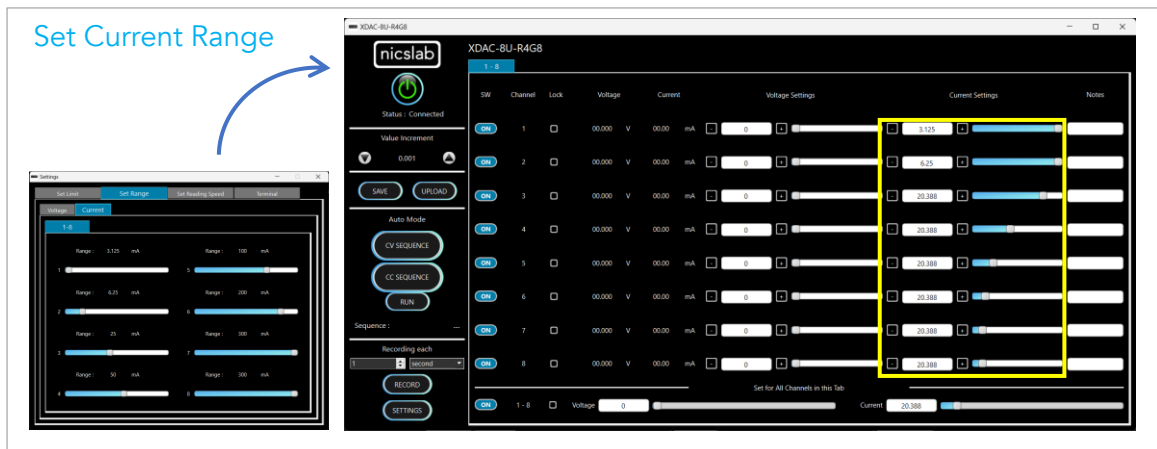 Set Current Range
Settings
Set Limit Set Range Set Reading Speed Terminal
Voltage Current
1-8
Range : 3.125 mA Range : 100 mA
1 5
Range : 6.25 mA Range : 200 mA
2 6
Range : 25 mA Range : 300 mA
3 7
Range : 50 mA Range : 300 mA
4 8
XDAC-8U-R4G8
nicslab
Status : Connected
Value Increment
0.001
SAVE UPLOAD
Auto Mode
CV SEQUENCE
CC SEQUENCE
RUN
Sequence : —
Recording each
1 second
RECORD
SETTINGS
XDAC-8U-R4G8
1 - 8
SW Channel Lock Voltage Current Voltage Settings Current Settings Notes
ON 1 00.000 V 00.00 mA - 0 + - 3.125 +
ON 2 00.000 V 00.00 mA - 0 + - 6.25 +
ON 3 00.000 V 00.00 mA - 0 + - 20.388 +
ON 4 00.000 V 00.00 mA - 0 + - 20.388 +
ON 5 00.000 V 00.00 mA - 0 + - 20.388 +
ON 6 00.000 V 00.00 mA - 0 + - 20.388 +
ON 7 00.000 V 00.00 mA - 0 + - 20.388 +
ON 8 00.000 V 00.00 mA - 0 + - 20.388 +
Set for All Channels in this Tab
ON 1 - 8 Voltage 0 Current 20.388